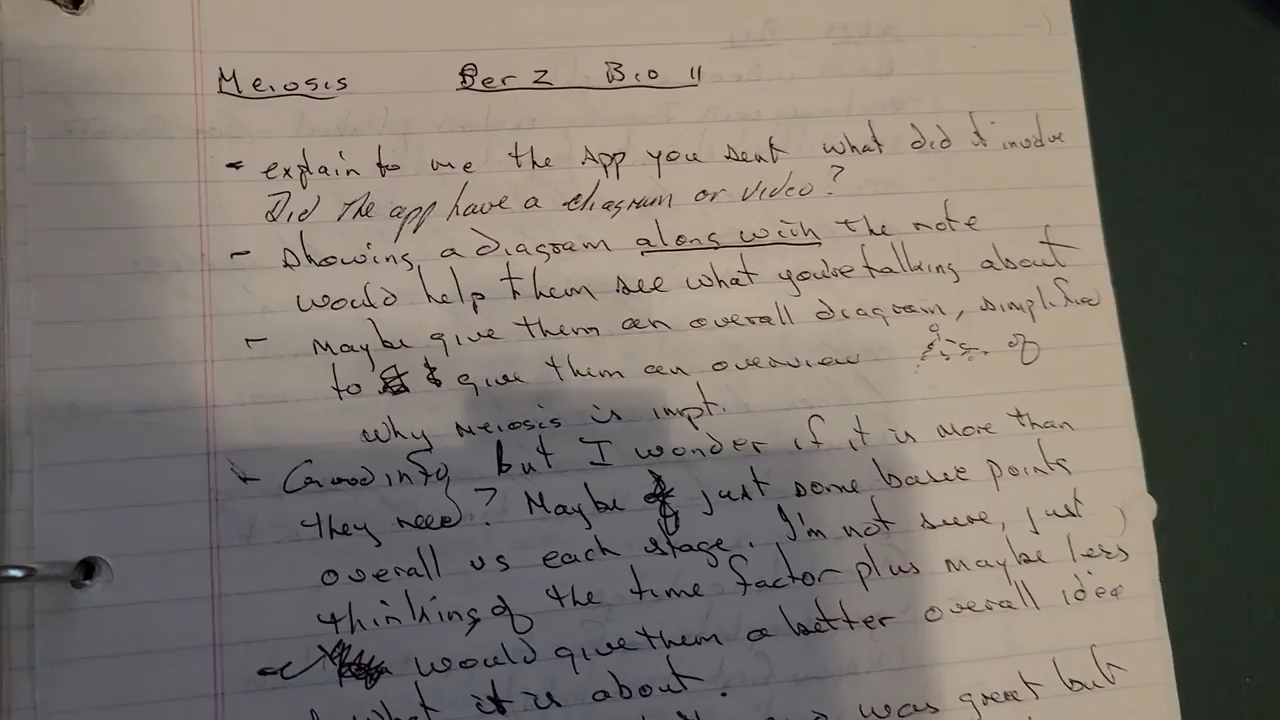 Meiosis Per 2 Bio 11
- explain to me the App you sent what did it involve
Did the app have a diagram or video?
- Showing a diagram along with the note
would help them see what you're talking about
- Maybe give them an overall diagram, simplified
to give them an overview of
why Meiosis is impt.
- Good info but I wonder if it is more than
they need? Maybe just some basic points
overall vs each stage. I'm not sure, just
thinking of the time factor plus maybe less
would give them a better overall idea
what it is about.
was great but